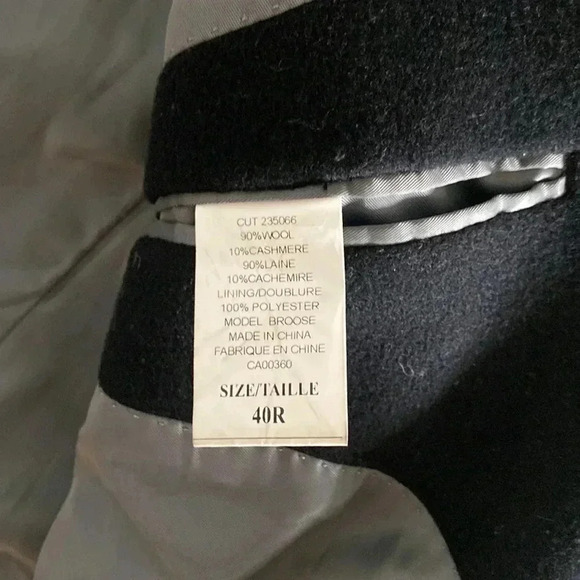 CUT 235066
90%WOOL
10%CASHMERE
90%LAINE
10%CACHEMIRE
LINING/DOUBLURE
100% POLYESTER
MODEL BROOSE
MADE IN CHINA
FABRIQUE EN CHINE
CA00360
SIZE/TAILLE
40R